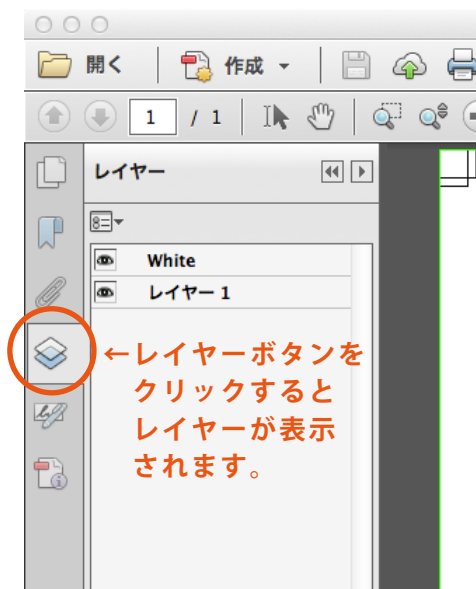 開く 作成
1 / 1
レイヤー
White
レイヤー 1
←レイヤーボタンを
クリックすると
レイヤーが表示
されます。